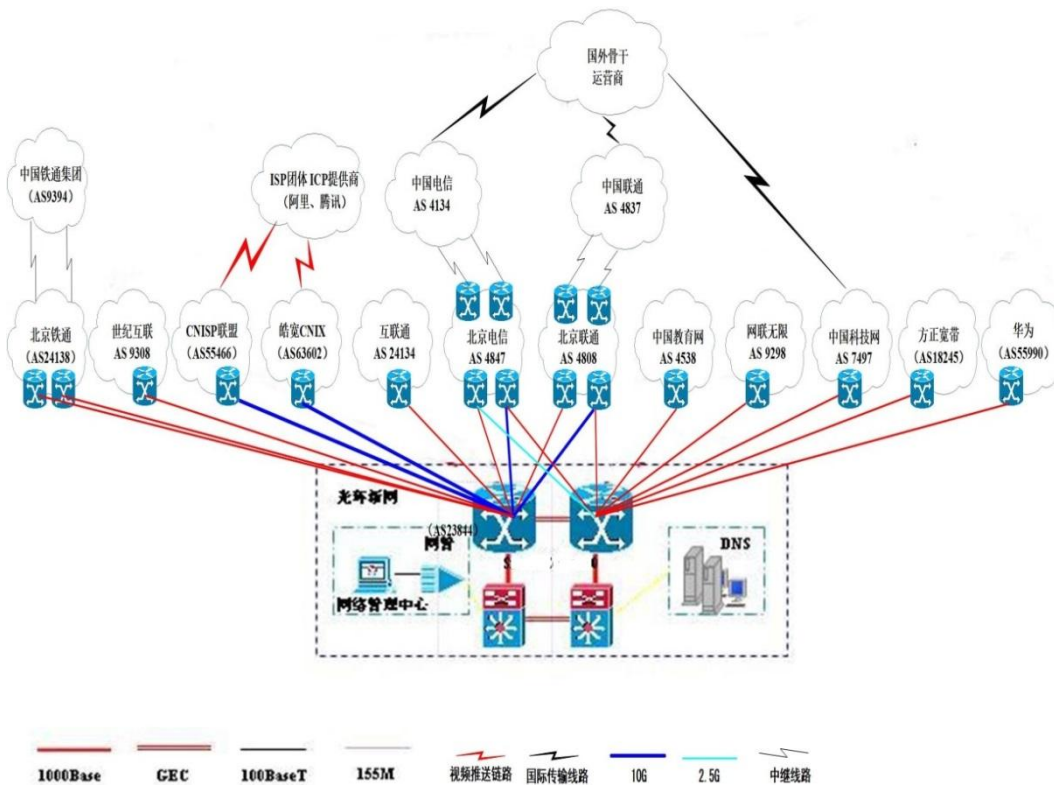 国外骨干
运营商
中国铁通集团
（AS9394）
ISP团体 ICP提供商
（阿里、腾讯）
中国电信
AS 4134
中国联通
AS 4837
北京铁通
（AS24138）
世纪互联
AS 9308
CNISP联盟
（AS55466）
皓宽CNIX
（AS63602）
互联通
AS 24134
北京电信
AS 4847
北京联通
AS 4808
中国教育网
AS 4538
网联无限
AS 9298
中国科技网
AS 7497
方正宽带
（AS18245）
华为
（AS55990）
光环新网
（AS23844）
网管
网络管理中心
DNS
1000Base
GEC
100BaseT
155M
视频推送链路
国际传输线路
10G
2.5G
中继线路